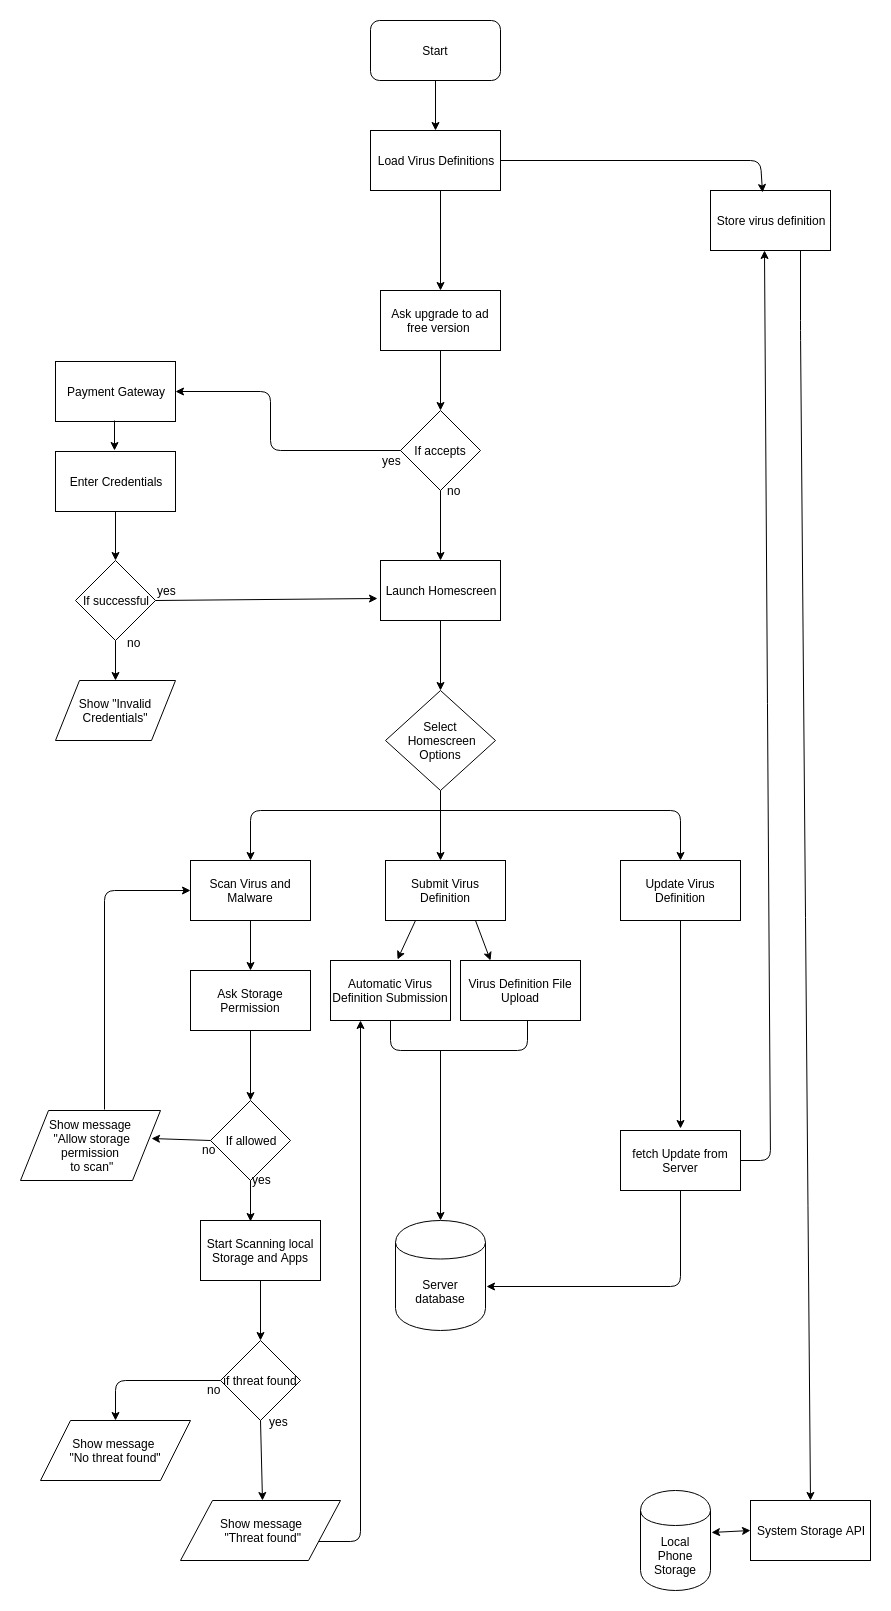 Start
Load Virus Definitions
Store virus definition
Ask upgrade to ad
free version
Payment Gateway
If accepts
yes
no
Enter Credentials
If successful
yes
no
Launch Homescreen
Show "Invalid
Credentials"
Select
Homescreen
Options
Scan Virus and
Malware
Submit Virus
Definition
Update Virus
Definition
Ask Storage
Permission
Automatic Virus
Definition Submission
Virus Definition File
Upload
Show message
"Allow storage
permission
to scan"
If allowed
no
yes
fetch Update from
Server
Start Scanning local
Storage and Apps
Server
database
if threat found
no
yes
Show message
"No threat found"
Show message
"Threat found"
Local
Phone
Storage
System Storage API